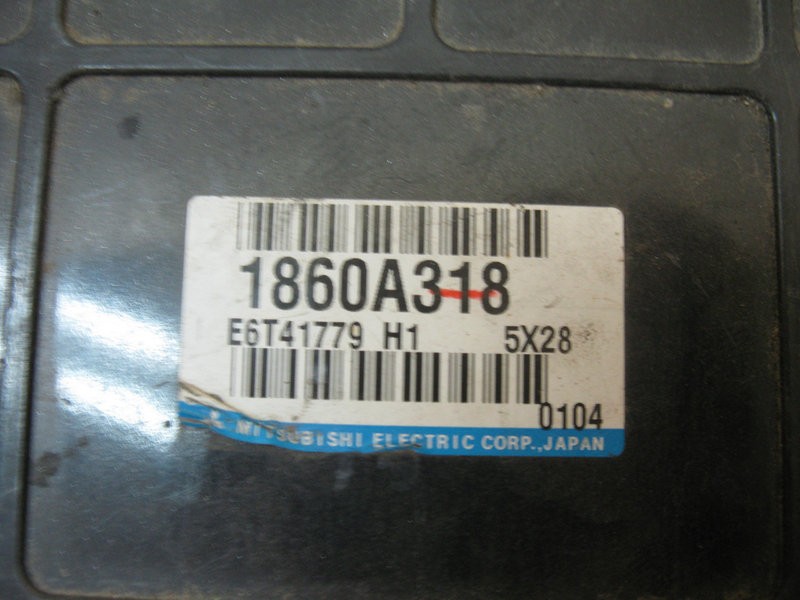 1860A318
E6T41779 H1 5X28
0104
MITSUBISHI ELECTRIC CORP.,JAPAN